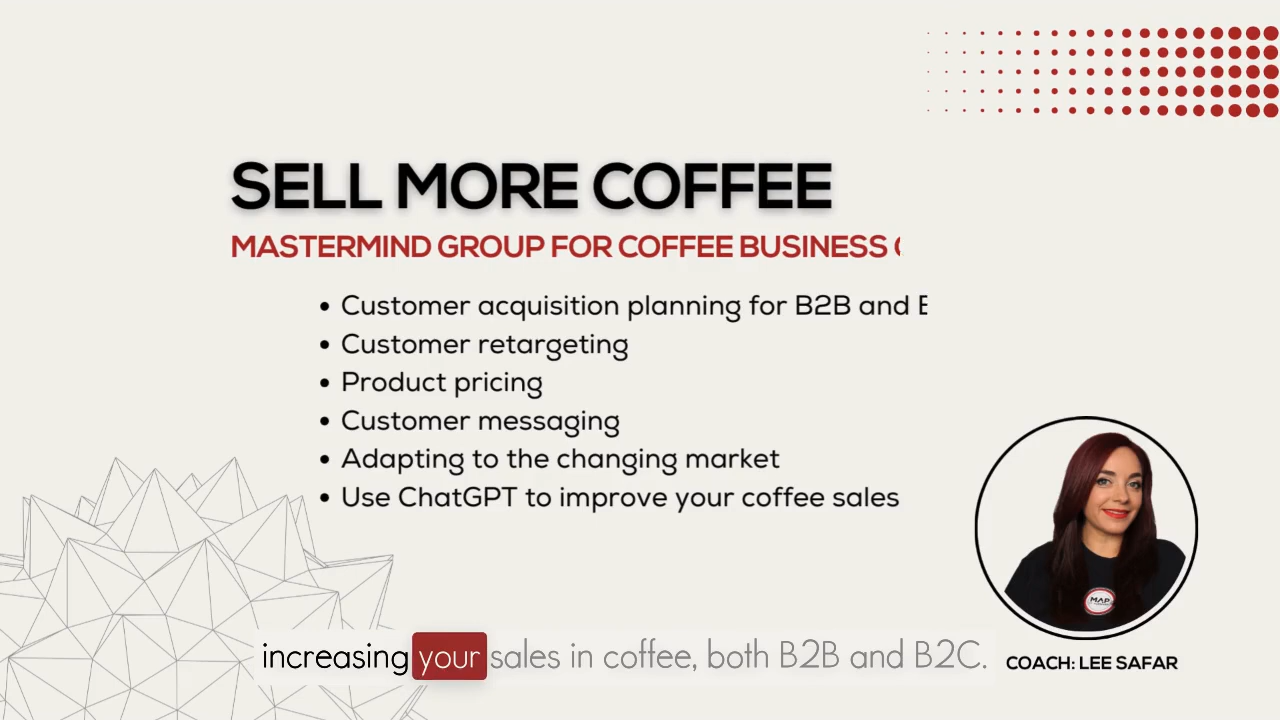 SELL MORE COFFEE
MASTERMIND GROUP FOR COFFEE BUSINESS
• Customer acquisition planning for B2B and
• Customer retargeting
• Product pricing
• Customer messaging
• Adapting to the changing market
• Use ChatGPT to improve your coffee sales
MAP
increasing your sales in coffee, both B2B and B2C.
COACH: LEE SAFAR